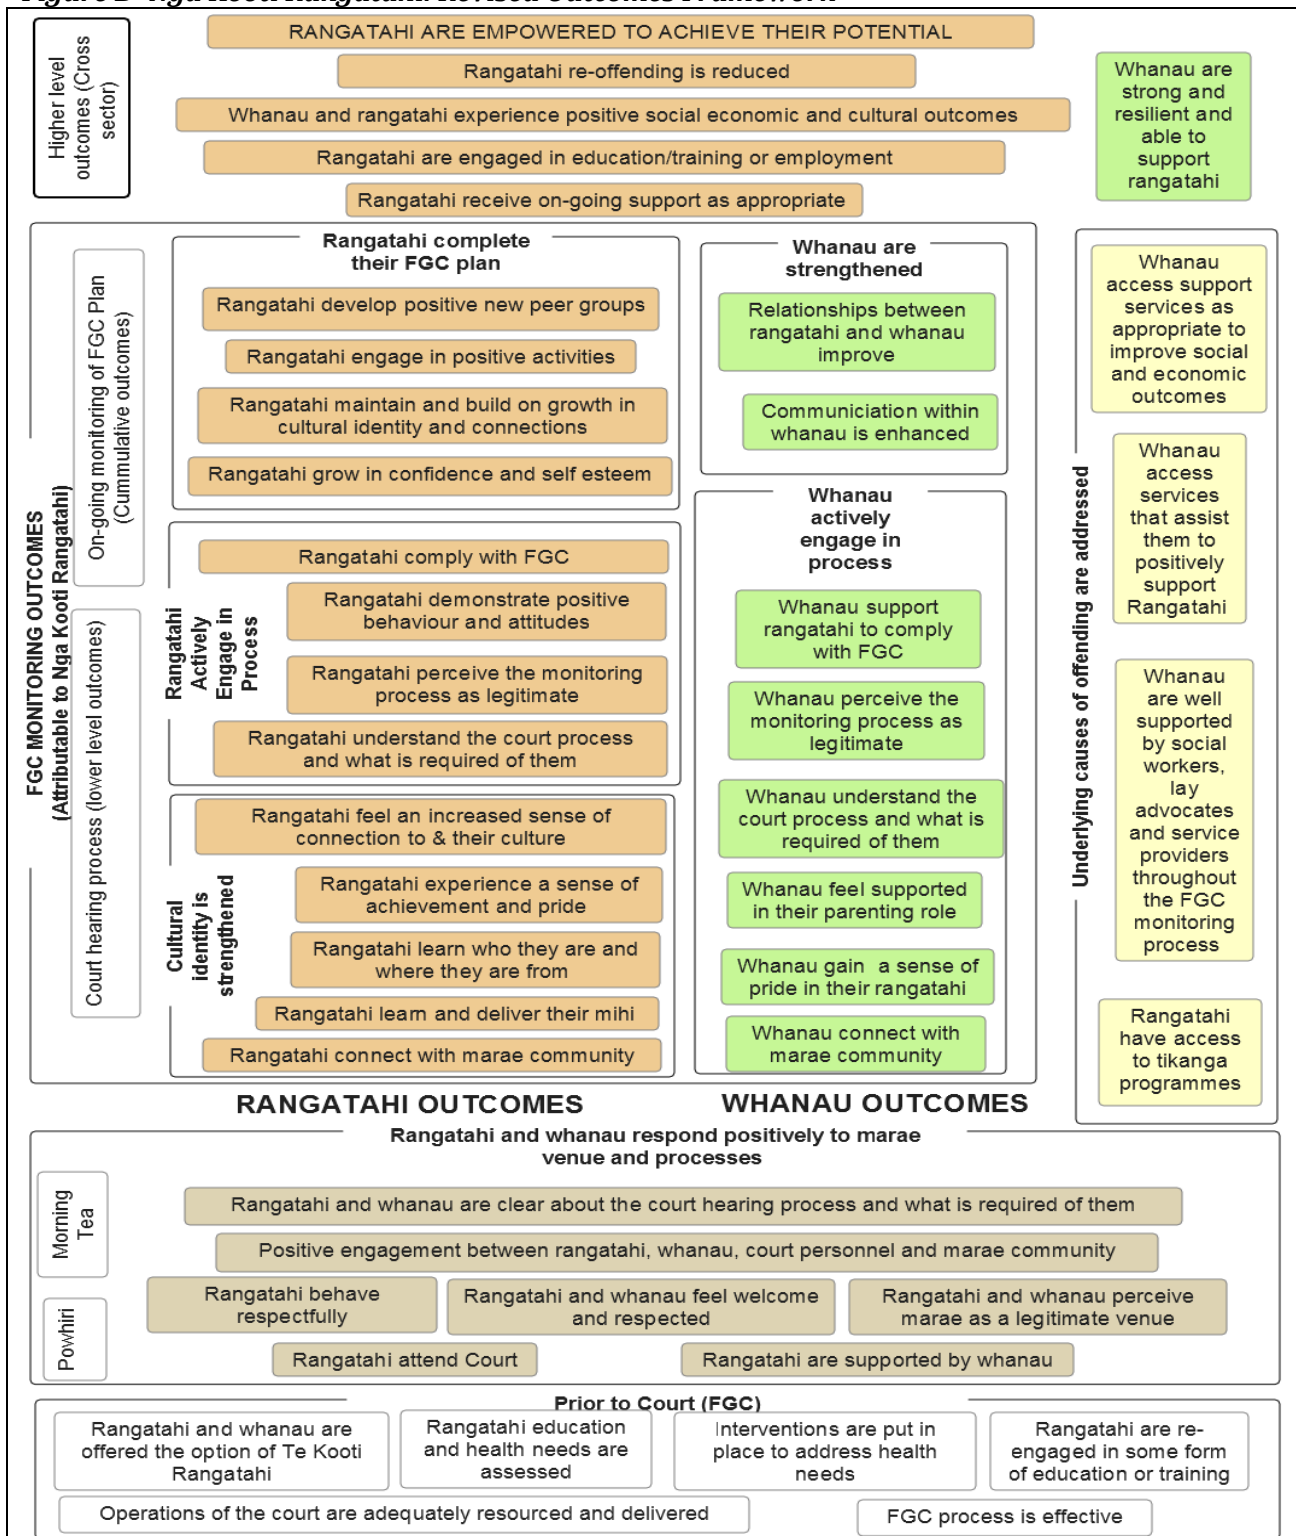 RANGATAHI ARE EMPOWERED TO ACHIEVE THEIR POTENTIAL
Rangatahi re-offending is reduced
Whanau and rangatahi experience positive social economic and cultural outcomes
Rangatahi are engaged in education/training or employment
Rangatahi receive on-going support as appropriate
Higher level
outcomes (Cross
sector)
Whanau are
strong and
resilient and
able to
support
rangatahi
FGC MONITORING OUTCOMES
(Attributable to Nga Kooti Rangatahi)
On-going monitoring of FGC Plan
(Cummulative outcomes)
Court hearing process (lower level outcomes)
Rangatahi complete
their FGC plan
Rangatahi develop positive new peer groups
Rangatahi engage in positive activities
Rangatahi maintain and build on growth in
cultural identity and connections
Rangatahi grow in confidence and self esteem
Rangatahi
Actively
Engage in
Process
Rangatahi comply with FGC
Rangatahi demonstrate positive
behaviour and attitudes
Rangatahi perceive the monitoring
process as legitimate
Rangatahi understand the court process
and what is required of them
Cultural
identity is
strengthened
Rangatahi feel an increased sense of
connection to & their culture
Rangatahi experience a sense of
achievement and pride
Rangatahi learn who they are and
where they are from
Rangatahi learn and deliver their mihi
Rangatahi connect with marae community
Whanau are
strengthened
Relationships between
rangatahi and whanau
improve
Communiciation within
whanau is enhanced
Whanau
actively
engage in
process
Whanau support
rangatahi to comply
with FGC
Whanau perceive the
monitoring process as
legitimate
Whanau understand the
court process and what is
required of them
Whanau feel supported
in their parenting role
Whanau gain a sense of
pride in their rangatahi
Whanau connect with
marae community
Underlying causes of offending are addressed
Whanau
access support
services as
appropriate to
improve social
and economic
outcomes
Whanau
access
services
that assist
them to
positively
support
Rangatahi
Whanau
are well
supported
by social
workers,
lay
advocates
and service
providers
throughout
the FGC
monitoring
process
Rangatahi
have access
to tikanga
programmes
RANGATAHI OUTCOMES
WHANAU OUTCOMES
Rangatahi and whanau respond positively to marae
venue and processes
Morning
Tea
Rangatahi and whanau are clear about the court hearing process and what is required of them
Positive engagement between rangatahi, whanau, court personnel and marae community
Powhiri
Rangatahi behave
respectfully
Rangatahi and whanau feel welcome
and respected
Rangatahi and whanau perceive
marae as a legitimate venue
Rangatahi attend Court
Rangatahi are supported by whanau
Prior to Court (FGC)
Rangatahi and whanau are
offered the option of Te Kooti
Rangatahi
Rangatahi education
and health needs are
assessed
Interventions are put in
place to address health
needs
Rangatahi are re-
engaged in some form
of education or training
Operations of the court are adequately resourced and delivered
FGC process is effective